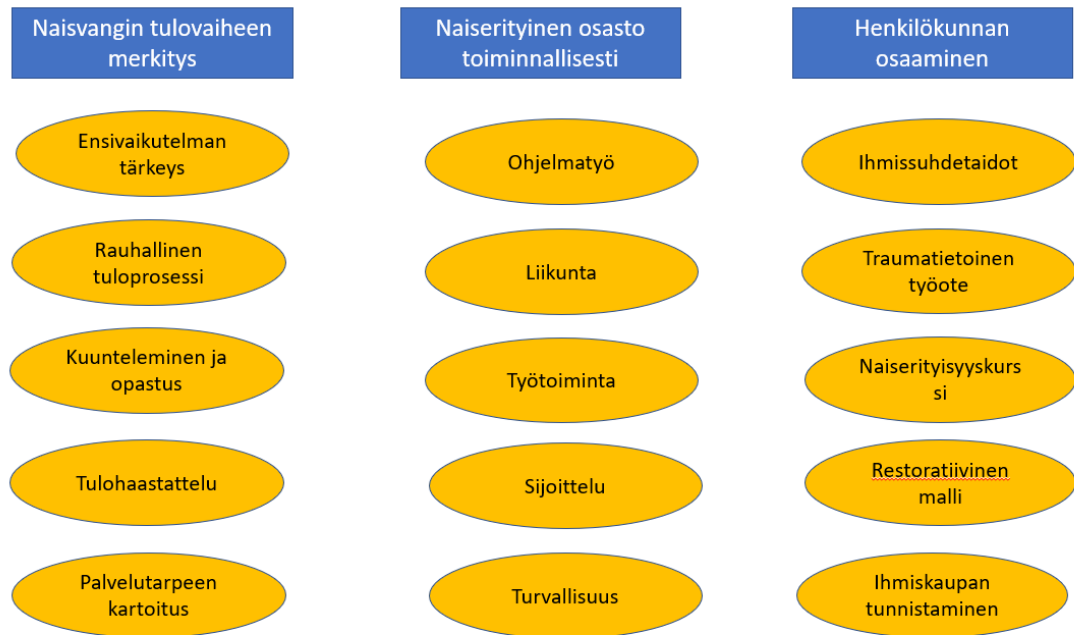 Naisvangin tulovaiheen
merkitys
Ensivaikutelman
tärkeys
Rauhallinen
tuloprosessi
Kuunteleminen ja
opastus
Tulohaastattelu
Palvelutarpeen
kartoitus
Naiserityinen osasto
toiminnallisesti
Ohjelmatyö
Liikunta
Työtoiminta
Sijoittelu
Turvallisuus
Henkilökunnan
osaaminen
Ihmissuhdetaidot
Traumatietoinen
työote
Naiserityisyyskurs
si
Restoratiivinen
malli
Ihmiskaupan
tunnistaminen